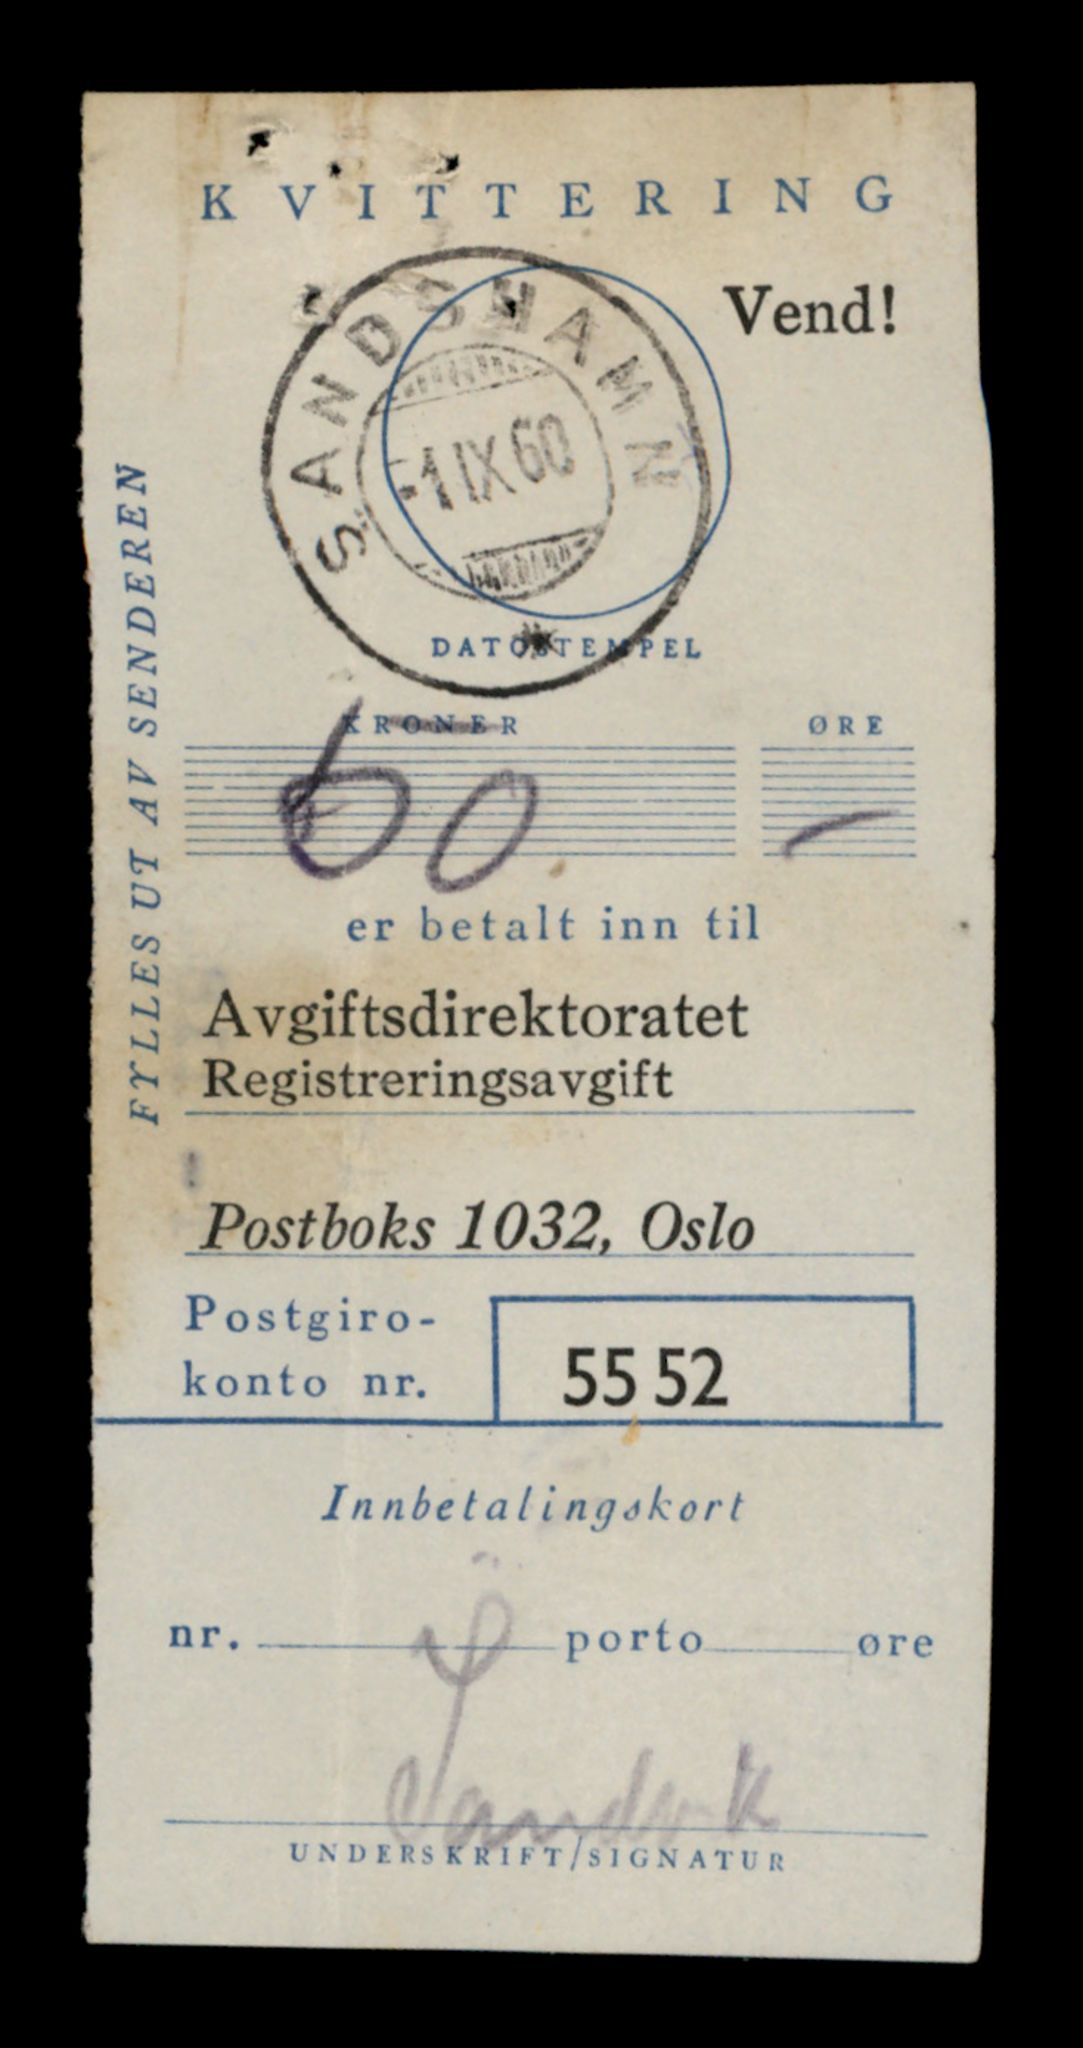 KVITTERING
Vend!
SANDSHAMN
-1 IX 60
DATOSTEMPEL
FYLLES UT AV SENDEREN
KRONER ØRE
60 -
er betalt inn til
Avgiftsdirektoratet
Registreringsavgift
Postboks 1032, Oslo
Postgiro-
konto nr.
55 52
Innbetalingskort
nr. porto øre
UNDERSKRIFT/SIGNATUR